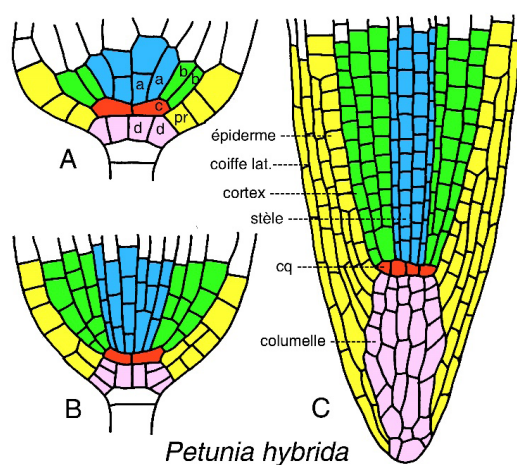 a
a
b
b
c
pr
d
d
A
épiderme
coiffe lat.
cortex
stèle
cq
columelle
B
C
Petunia hybrida